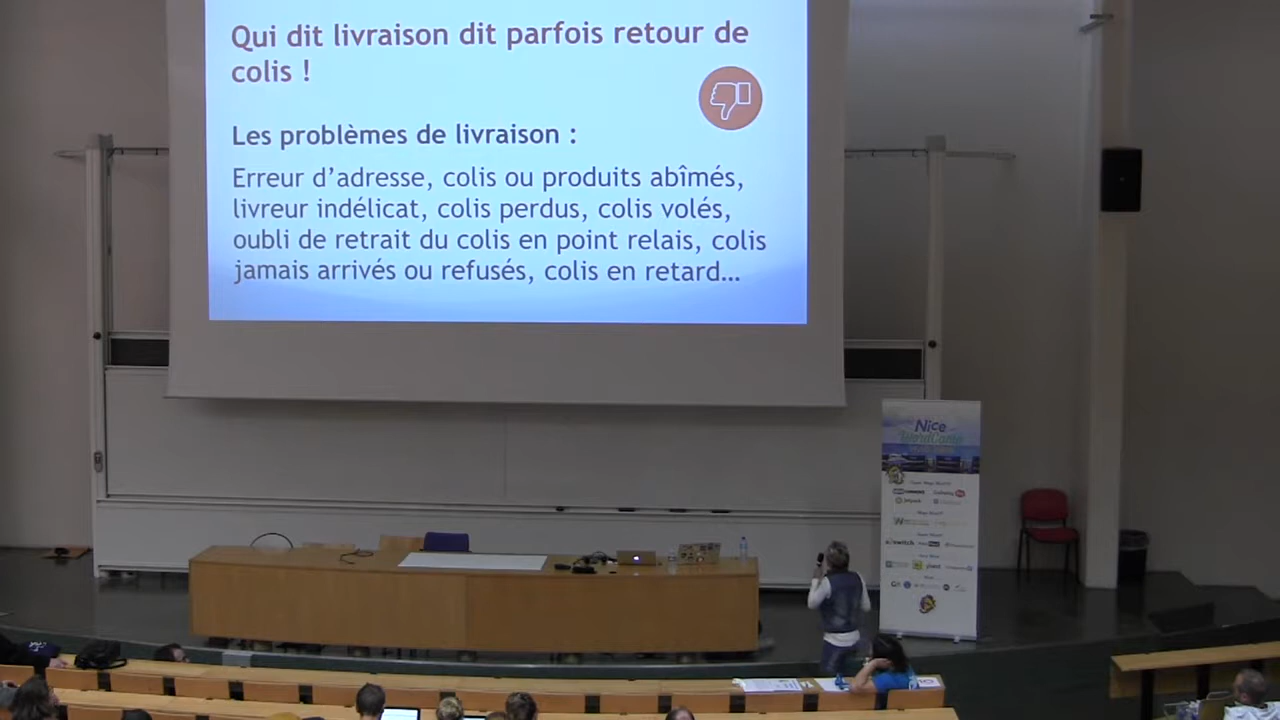 Qui dit livraison dit parfois retour de
colis !
Les problèmes de livraison :
Erreur d’adresse, colis ou produits abîmés,
livreur indélicat, colis perdus, colis volés,
oubli de retrait du colis en point relais, colis
jamais arrivés ou refusés, colis en retard…
Nice
WordCamp